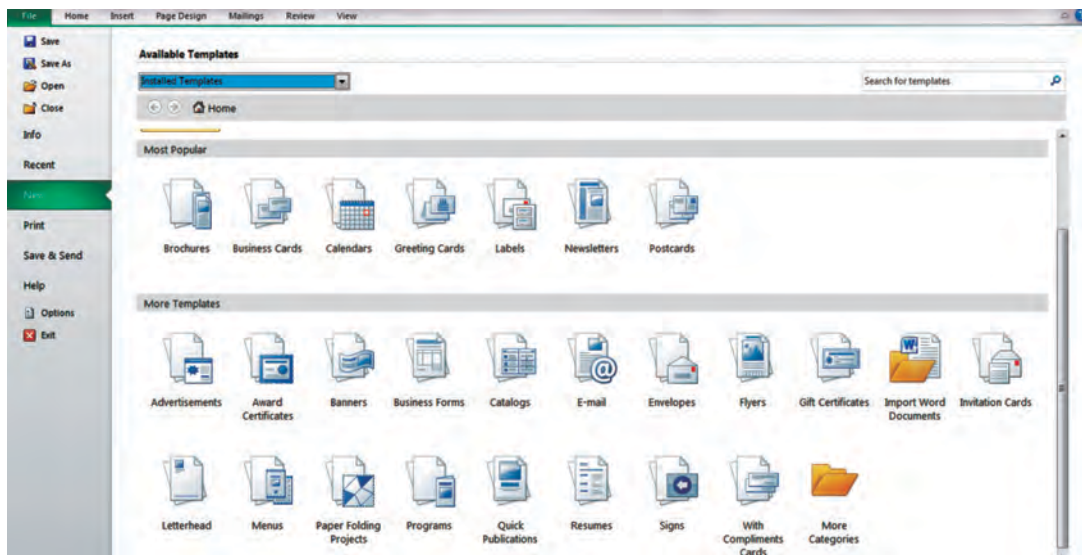 File Home Insert Page Design Mailings Review View
Save
Save As
Open
Close
Info
Recent
New
Print
Save & Send
Help
Options
Exit
Available Templates
Installed Templates
Search for templates
Home
Most Popular
Brochures Business Cards Calendars Greeting Cards Labels Newsletters Postcards
More Templates
Advertisements Award Banners Business Forms Catalogs E-mail Envelopes Flyers Gift Certificates Import Word Invitation Cards
Certificates Documents
Letterhead Menus Paper Folding Programs Quick Resumes Signs With More
Projects Publications Compliments Categories
Cards